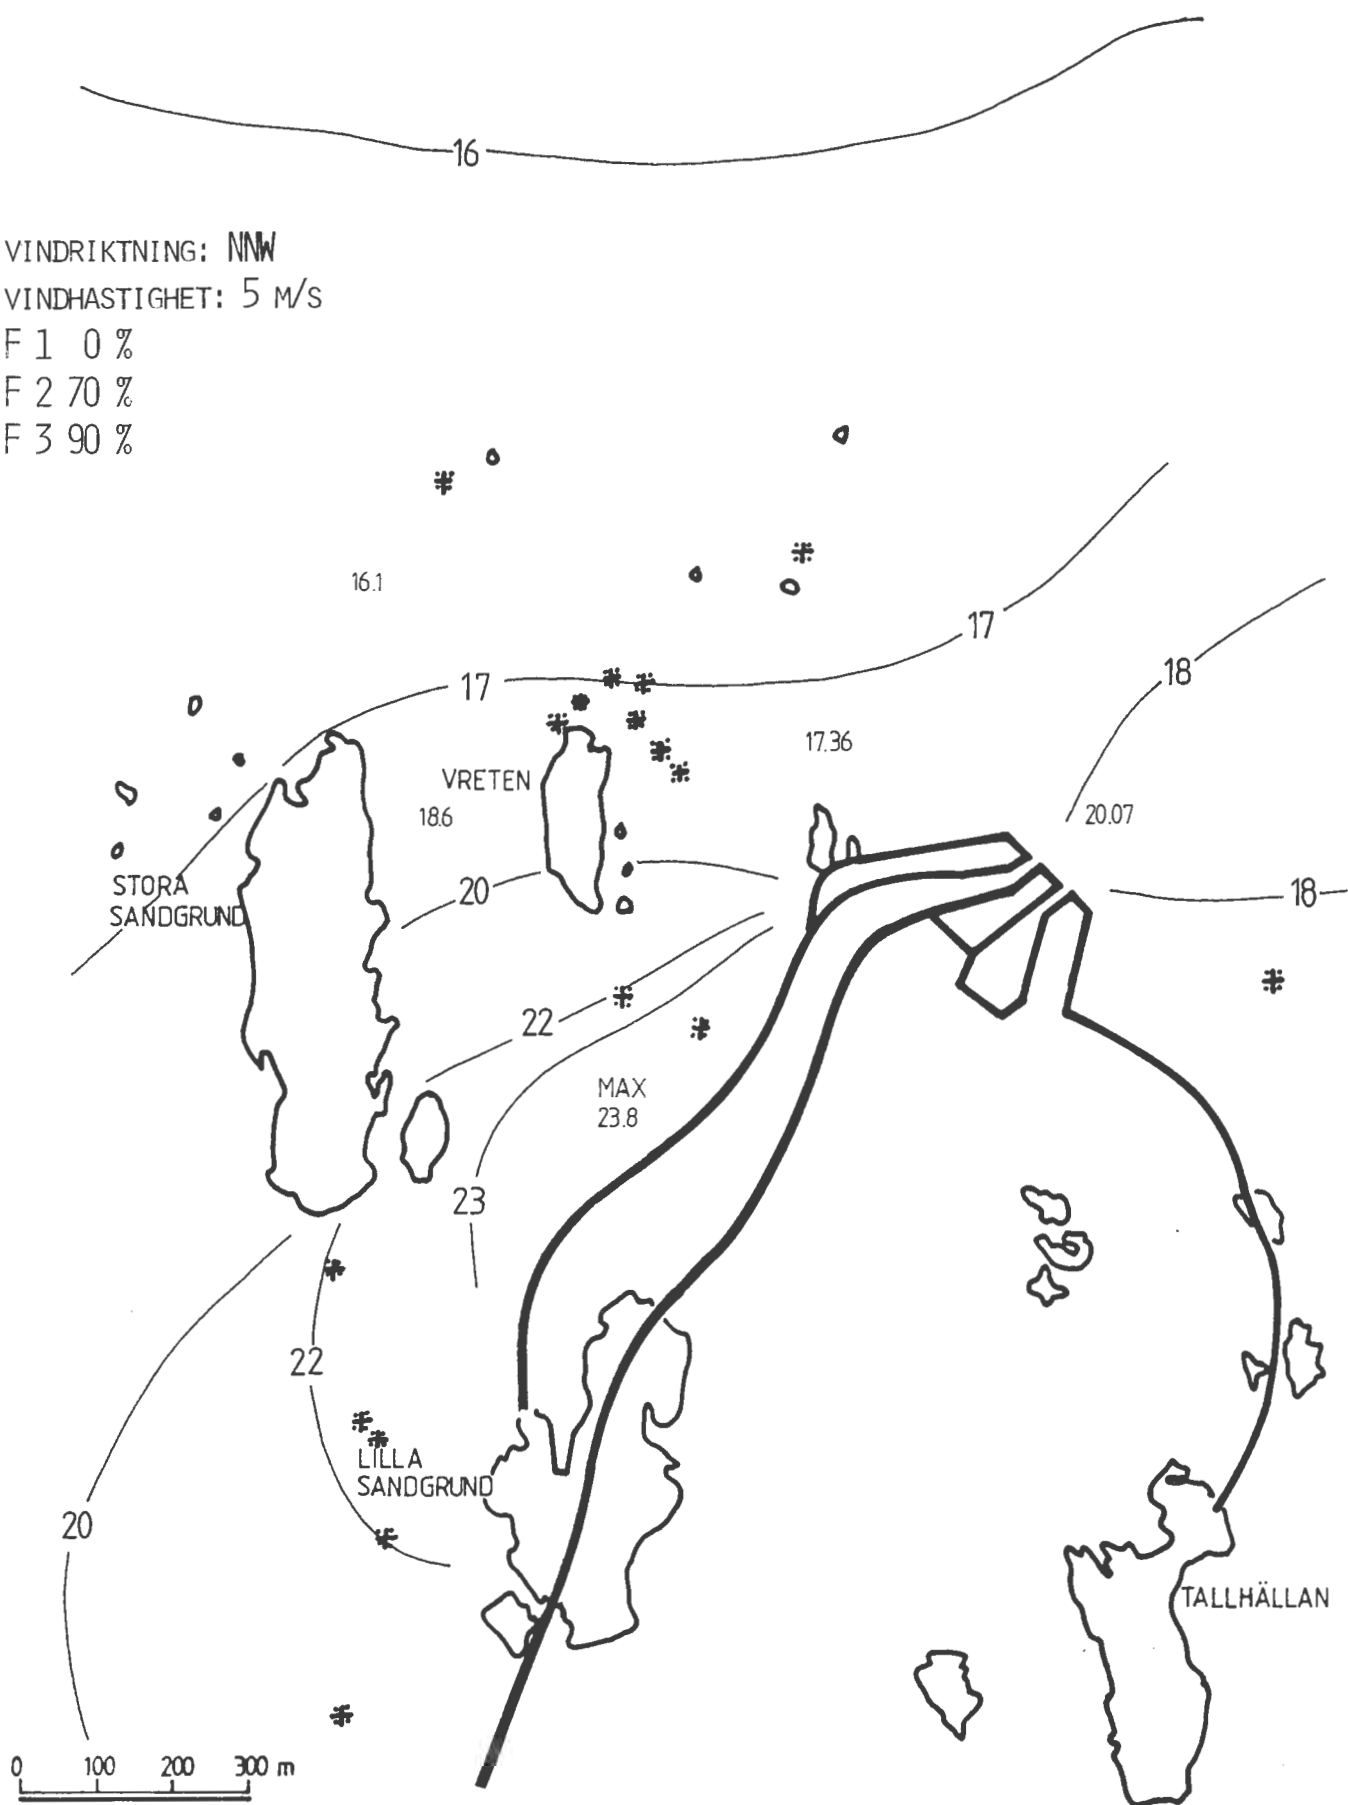 16
VINDRIKTNING: NNW
VINDHASTIGHET: 5 M/S
F 1 0 %
F 2 70 %
F 3 90 %
16.1
17
17
18
17.36
VRETEN
18.6
20.07
STORA
SANDGRUND
20
18
22
MAX
23.8
23
22
LILLA
SANDGRUND
20
TALLHÄLLAN
0 100 200 300 m